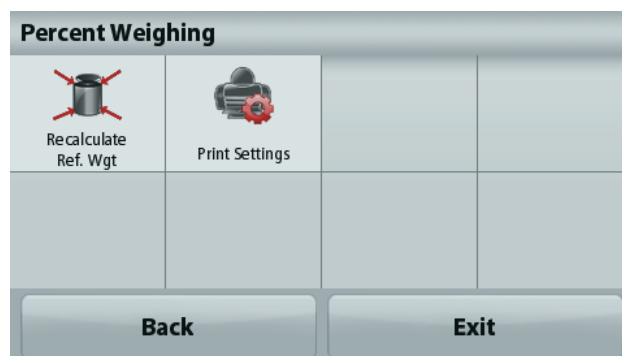 Percent Weighing
Recalculate
Ref. Wgt
Print Settings
Back
Exit